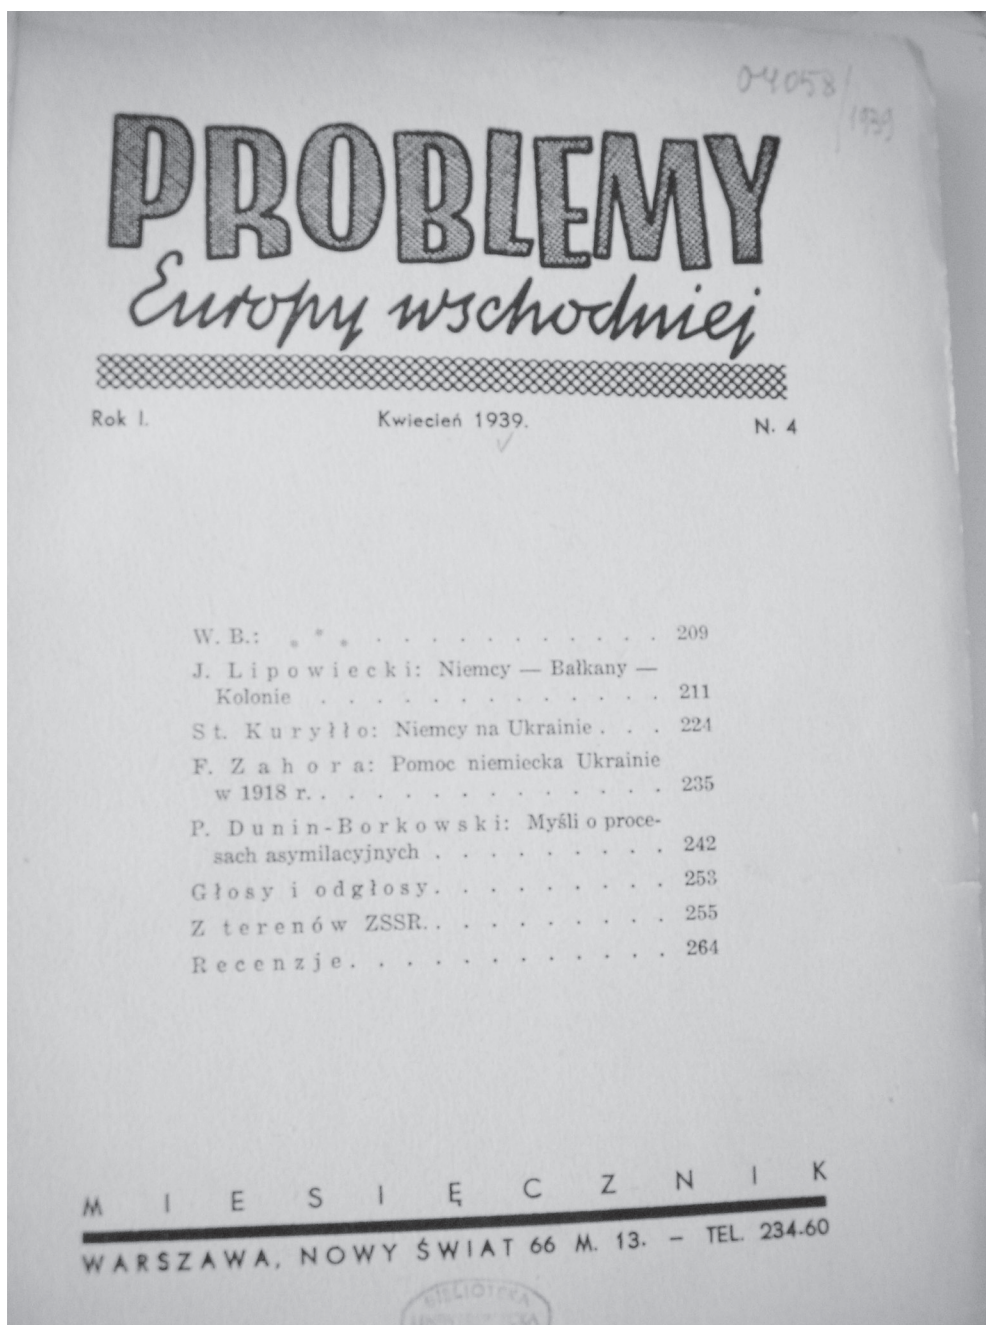 04058/
1939
PROBLEMY
Europy wschodniej
Rok I. Kwiecień 1939. N. 4
W. B.: * * * . . . . . . . . . . . 209
J. Lipowiecki: Niemcy — Bałkany —
Kolonie . . . . . . . . . . . . . 211
St. Kuryłło: Niemcy na Ukrainie . . . 224
F. Zahora: Pomoc niemiecka Ukrainie
w 1918 r. . . . . . . . . . . . . . 235
P. Dunin-Borkowski: Myśli o proce-
sach asymilacyjnych . . . . . . . . . 242
Głosy i odgłosy . . . . . . . . . 253
Z terenów ZSSR. . . . . . . . . . 255
Recenzje . . . . . . . . . . . . 264
MIESIĘCZNIK
WARSZAWA, NOWY ŚWIAT 66 M. 13. — TEL. 234-60
BIBLIOTEKA